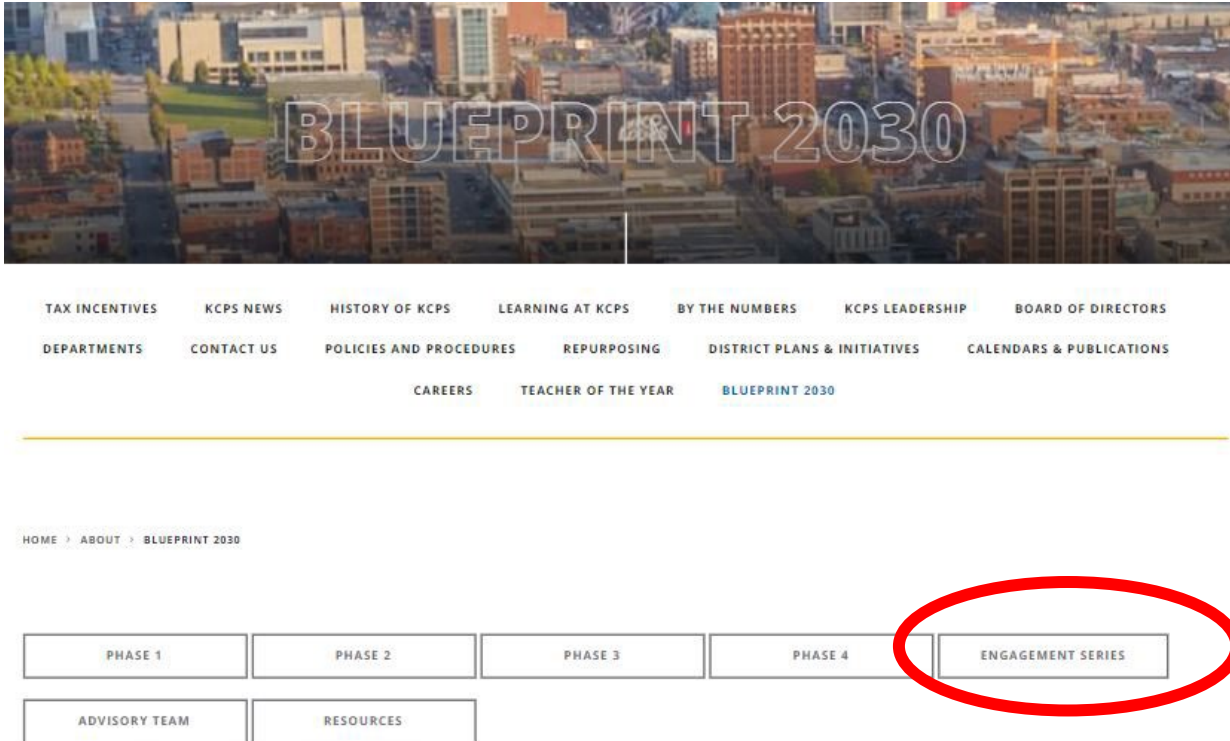 BLUEPRINT 2030
TAX INCENTIVES KCPS NEWS HISTORY OF KCPS LEARNING AT KCPS BY THE NUMBERS KCPS LEADERSHIP BOARD OF DIRECTORS
DEPARTMENTS CONTACT US POLICIES AND PROCEDURES REPURPOSING DISTRICT PLANS & INITIATIVES CALENDARS & PUBLICATIONS
CAREERS TEACHER OF THE YEAR BLUEPRINT 2030
HOME > ABOUT > BLUEPRINT 2030
PHASE 1 PHASE 2 PHASE 3 PHASE 4 ENGAGEMENT SERIES
ADVISORY TEAM RESOURCES